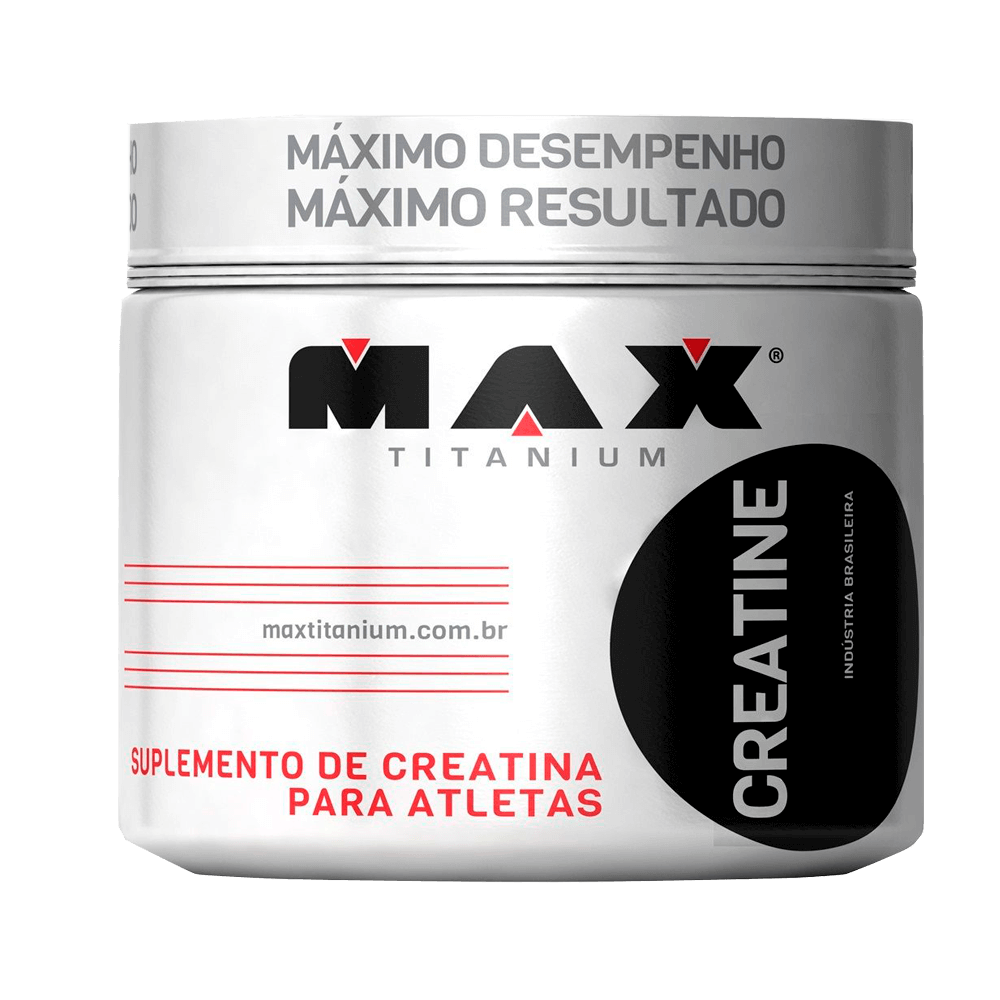 MÁXIMO DESEMPENHO
MÁXIMO RESULTADO
MAX®
TITANIUM
CREATINE
INDÚSTRIA BRASILEIRA
maxtitanium.com.br
SUPLEMENTO DE CREATINA
PARA ATLETAS